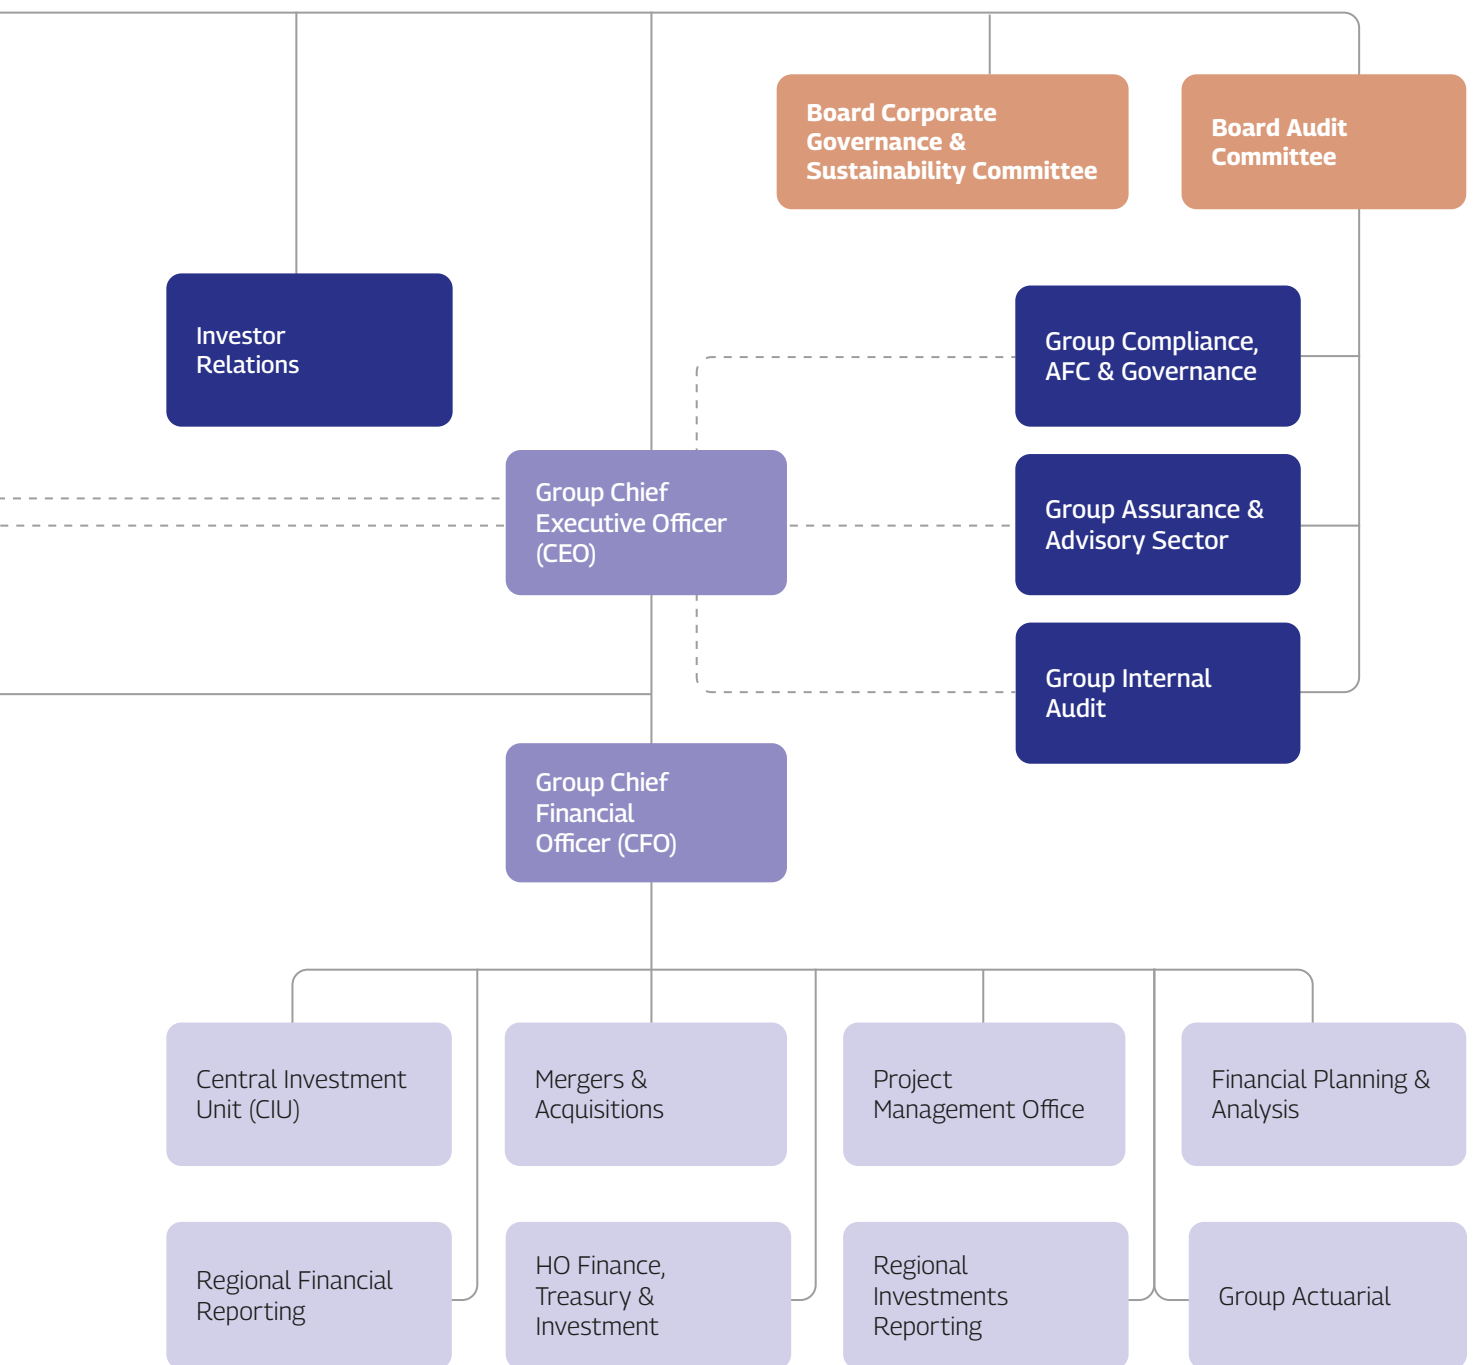 Board Corporate
Governance &
Sustainability Committee
Board Audit
Committee
Investor
Relations
Group Compliance,
AFC & Governance
Group Chief
Executive Officer
(CEO)
Group Assurance &
Advisory Sector
Group Internal
Audit
Group Chief
Financial
Officer (CFO)
Central Investment
Unit (CIU)
Mergers &
Acquisitions
Project
Management Office
Financial Planning &
Analysis
Regional Financial
Reporting
HO Finance,
Treasury &
Investment
Regional
Investments
Reporting
Group Actuarial